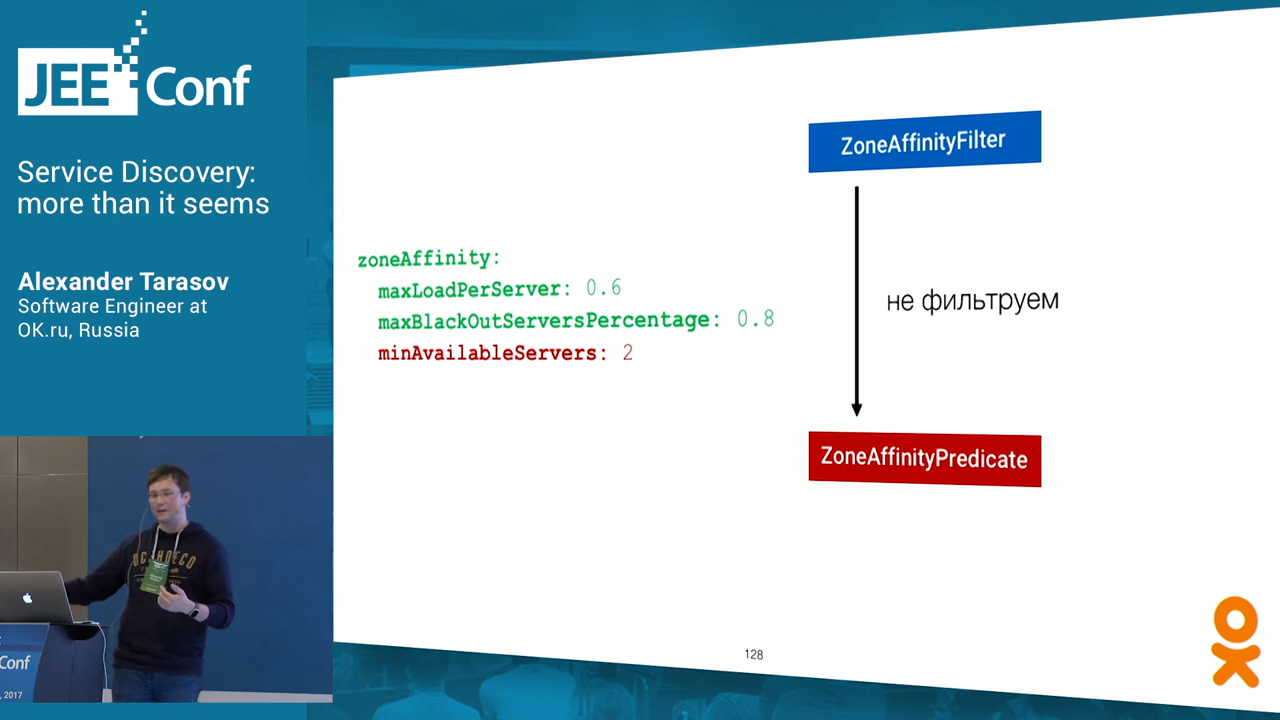 JEE Conf
Service Discovery:
more than it seems
Alexander Tarasov
Software Engineer at
OK.ru, Russia
ZoneAffinityFilter
zoneAffinity:
maxLoadPerServer: 0.6
maxBlackOutServersPercentage: 0.8
minAvailableServers: 2
не фильтруем
ZoneAffinityPredicate
128
Conf
, 2017